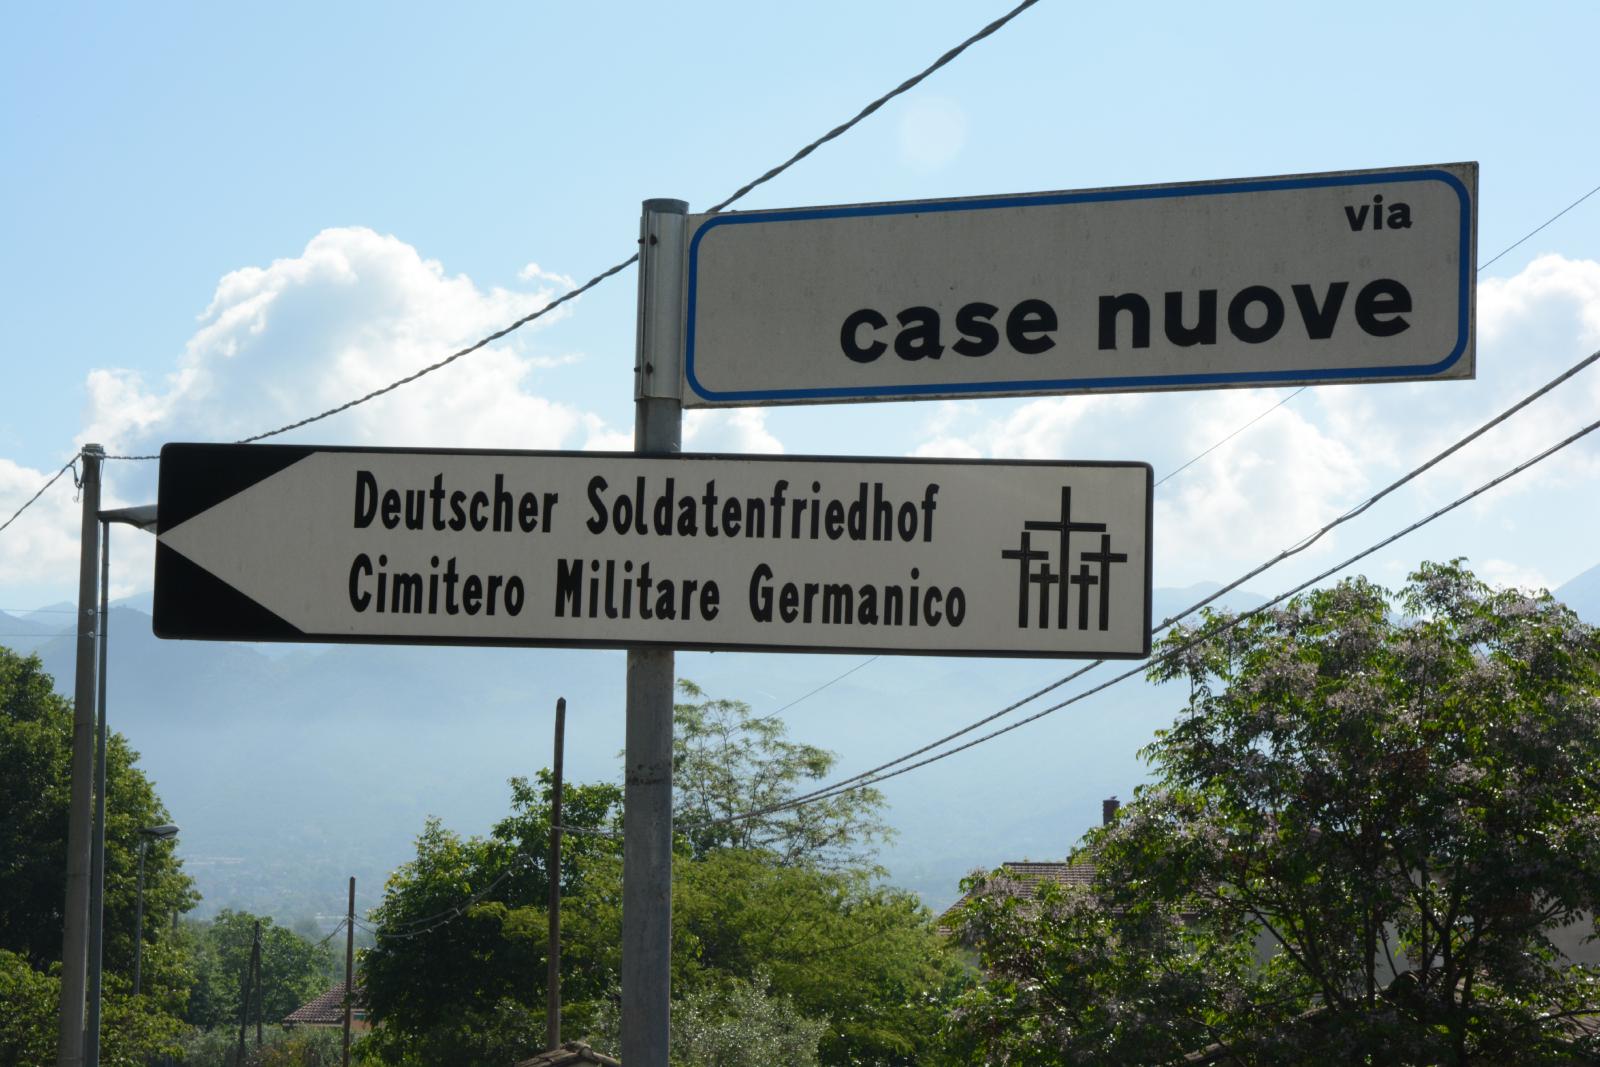 via
case nuove
Deutscher Soldatenfriedhof
Cimitero Militare Germanico